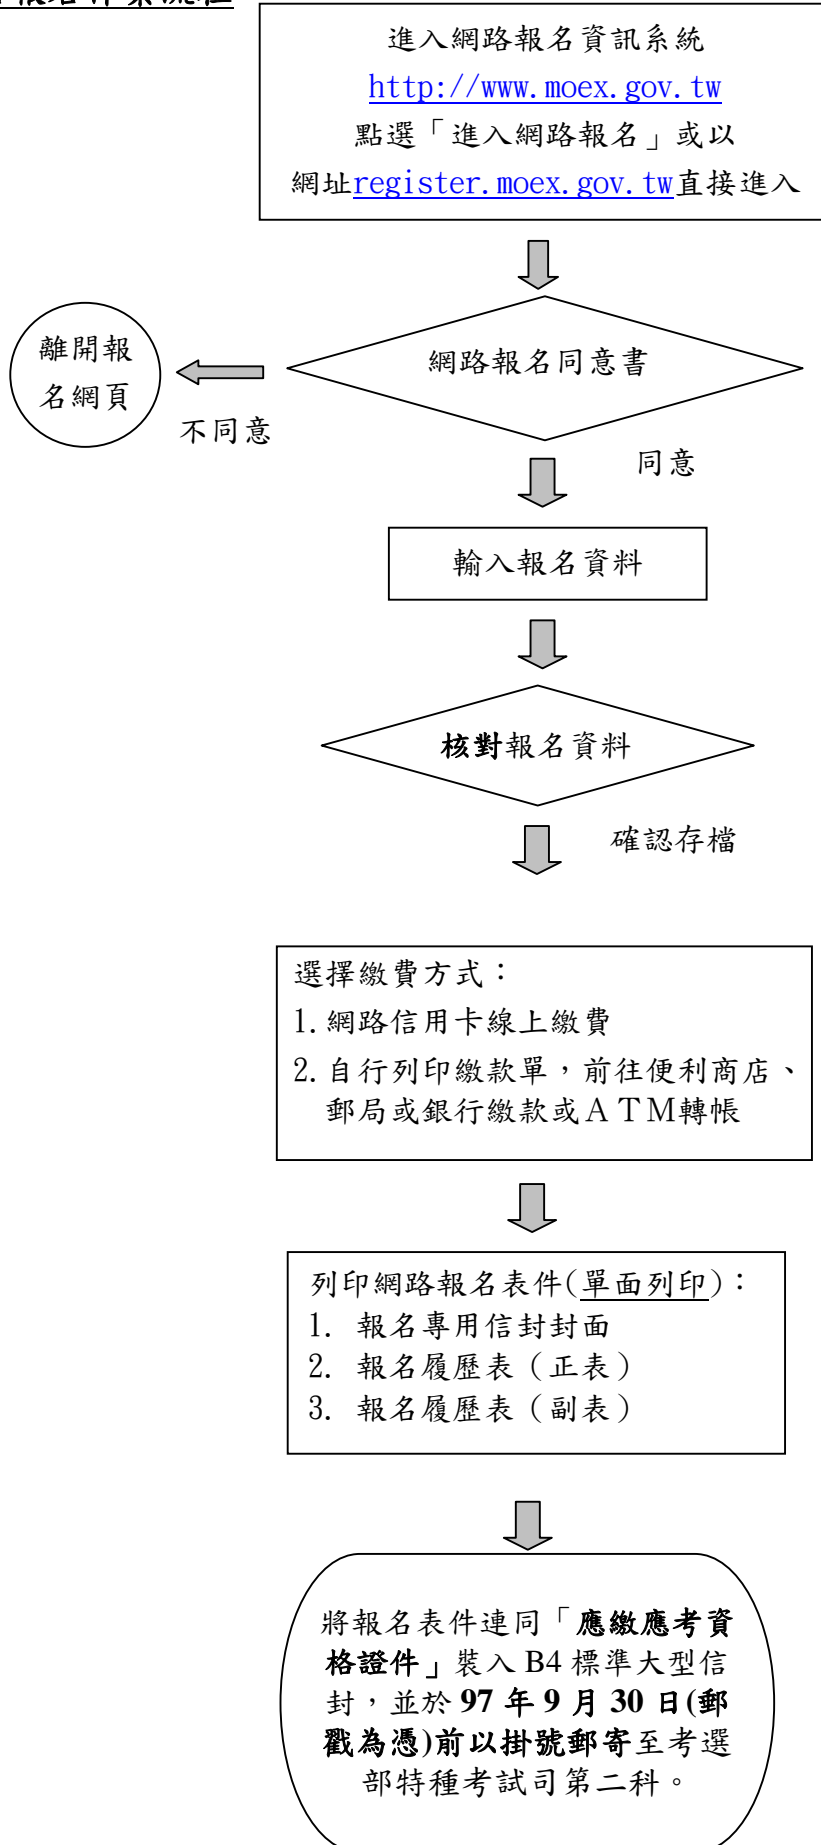 進入網路報名資訊系統
http://www.moex.gov.tw
點選「進入網路報名」或以
網址register.moex.gov.tw直接進入
網路報名同意書
離開報
名網頁
不同意
同意
輸入報名資料
核對報名資料
確認存檔
選擇繳費方式：
1.網路信用卡線上繳費
2.自行列印繳款單，前往便利商店、
郵局或銀行繳款或ＡＴＭ轉帳
列印網路報名表件(單面列印)：
1. 報名專用信封封面
2. 報名履歷表（正表）
3. 報名履歷表（副表）
將報名表件連同「應繳應考資
格證件」裝入 B4 標準大型信
封，並於 97 年 9 月 30 日(郵
戳為憑)前以掛號郵寄至考選
部特種考試司第二科。